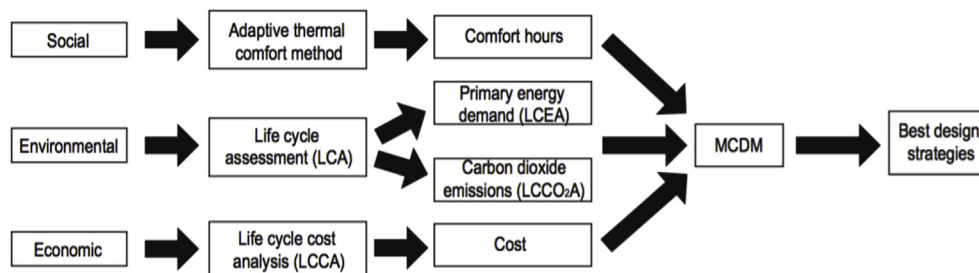 Social
Adaptive thermal
comfort method
Comfort hours
Primary energy
demand (LCEA)
Environmental
Life cycle
assessment (LCA)
MCDM
Best design
strategies
Carbon dioxide
emissions (LCCO₂A)
Economic
Life cycle cost
analysis (LCCA)
Cost